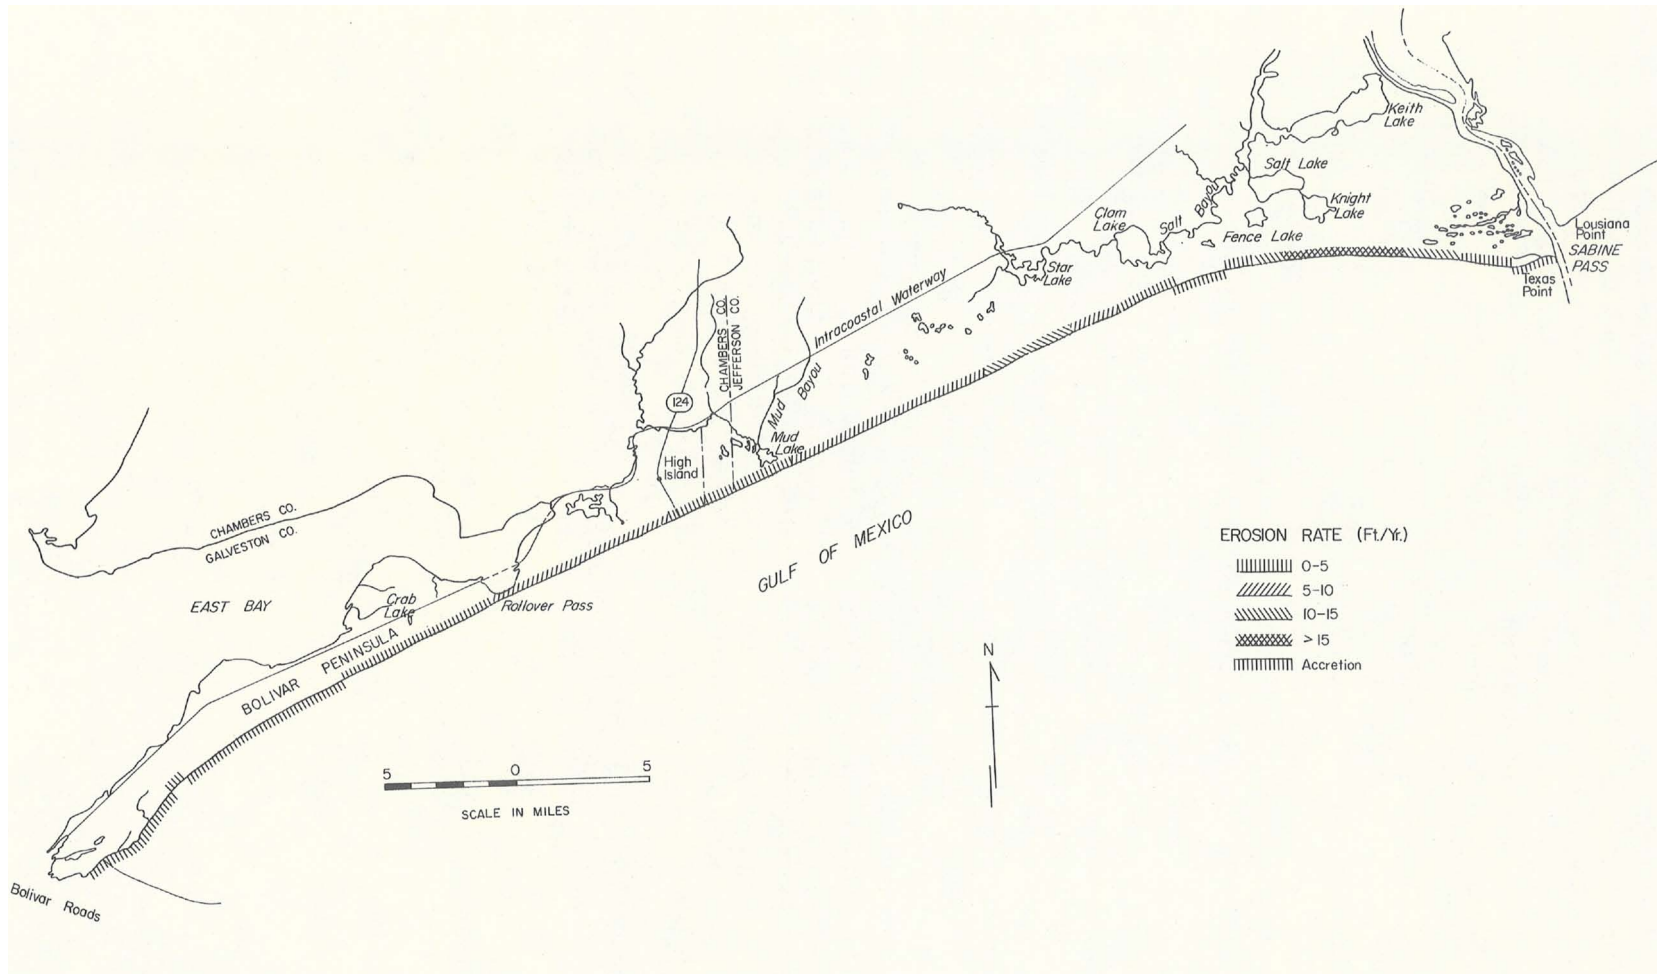 Keith
Lake
Salt Lake
Knight
Lake
Clam
Lake
Salt
Bayou
Fence Lake
Lousiana
Point
SABINE
PASS
Texas
Point
Star
Lake
Intracoastal Waterway
CHAMBERS CO.
JEFFERSON CO.
124
Mud
Bayou
Mud
Lake
High
Island
CHAMBERS CO.
GALVESTON CO.
EAST BAY
Crab
Lake
Rollover Pass
GULF OF MEXICO
BOLIVAR PENINSULA
Bolivar Roads
5 0 5
SCALE IN MILES
N
EROSION RATE (Ft./Yr.)
0-5
5-10
10-15
>15
Accretion